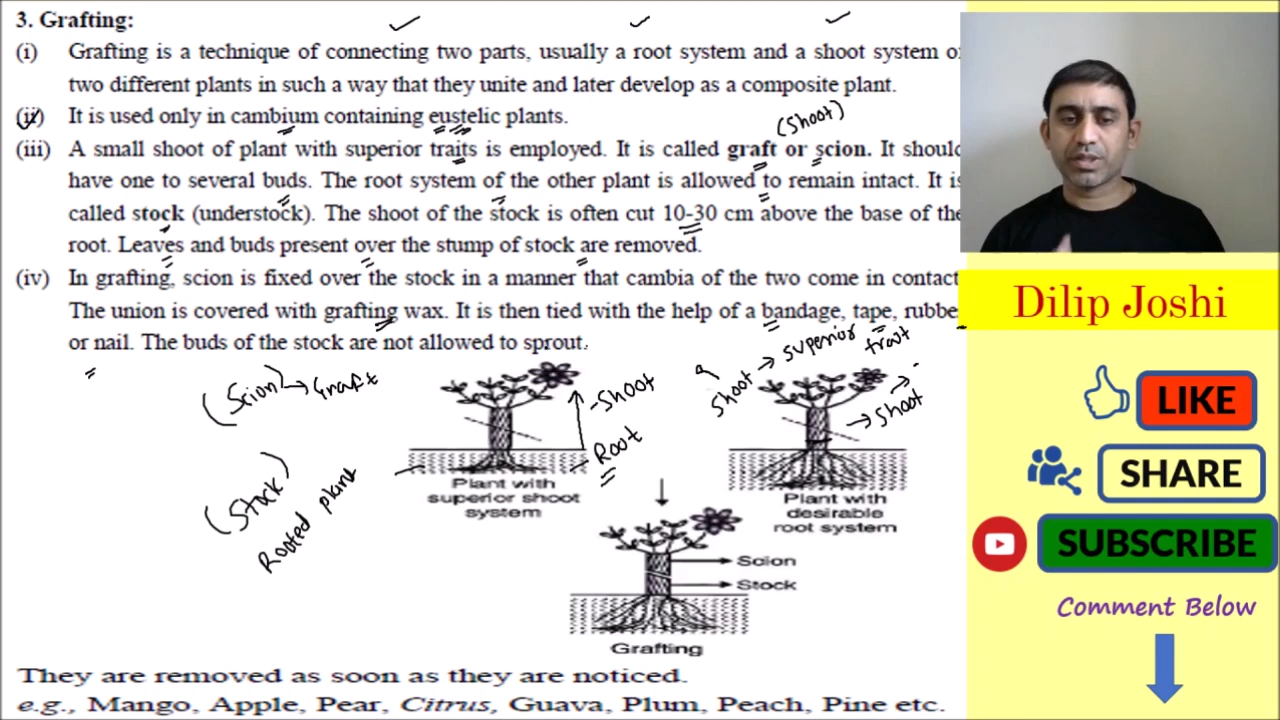 3. Grafting:
(i) Grafting is a technique of connecting two parts, usually a root system and a shoot system o
two different plants in such a way that they unite and later develop as a composite plant.
(ii) It is used only in cambium containing eustelic plants.
(Shoot)
(iii) A small shoot of plant with superior traits is employed. It is called graft or scion. It should
have one to several buds. The root system of the other plant is allowed to remain intact. It is
called stock (understock). The shoot of the stock is often cut 10-30 cm above the base of the
root. Leaves and buds present over the stump of stock are removed.
(iv) In grafting, scion is fixed over the stock in a manner that cambia of the two come in contact
The union is covered with grafting wax. It is then tied with the help of a bandage, tape, rubbe
or nail. The buds of the stock are not allowed to sprout.
(Scion) → Graft
- Shoot
Root
Shoot → superior trait
→ Shoot →
(Stock)
Rooted plant
Plant with
superior shoot
system
Plant with
desirable
root system
Scion
Stock
Grafting
They are removed as soon as they are noticed.
e.g., Mango, Apple, Pear, Citrus, Guava, Plum, Peach, Pine etc.
Dilip Joshi
LIKE
SHARE
SUBSCRIBE
Comment Below